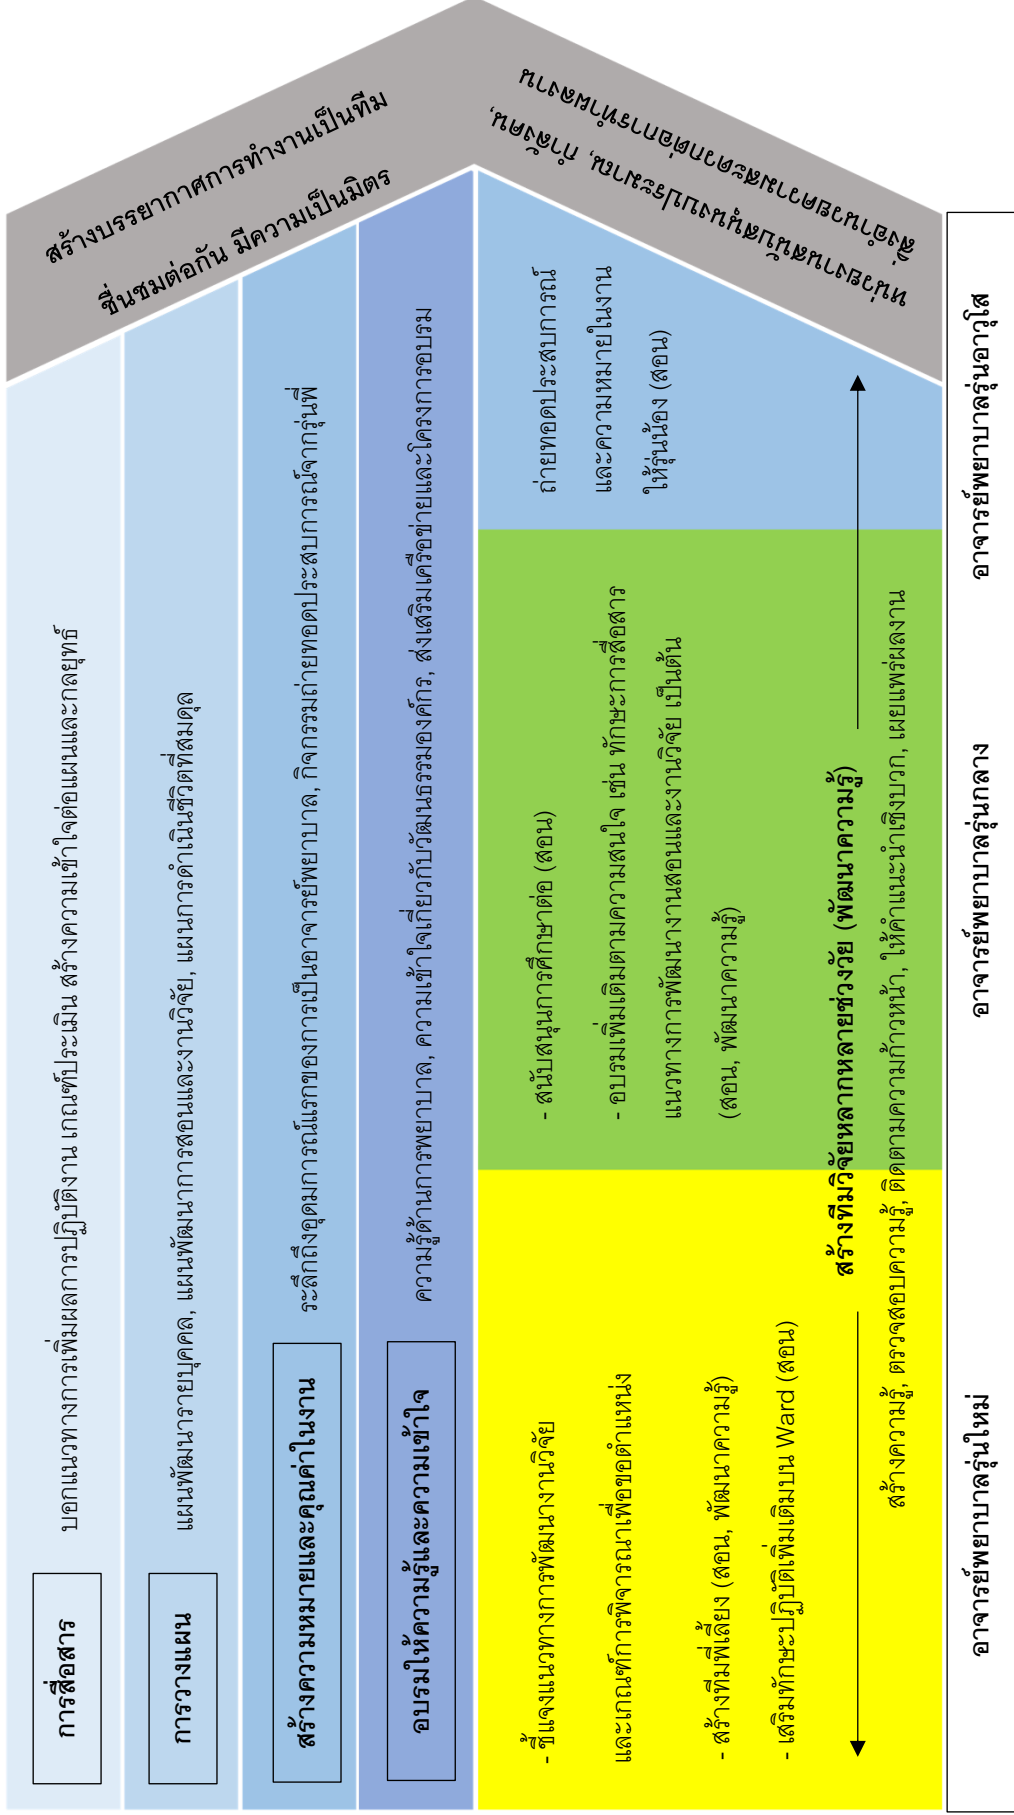 การสื่อสาร
บอกแนวทางการเพิ่มผลการปฏิบัติงาน เกณฑ์ประเมิน สร้างความเข้าใจต่อแผนและกลยุทธ์
การวางแผน
แผนพัฒนารายบุคคล, แผนพัฒนาการสอนและงานวิจัย, แผนการดำเนินชีวิตที่สมดุล
สร้างความหมายและคุณค่าในงาน
ระลึกถึงอุดมการณ์แรกของการเป็นอาจารย์พยาบาล, กิจกรรมถ่ายทอดประสบการณ์จากรุ่นพี่
อบรมให้ความรู้และความเข้าใจ
ความรู้ด้านการพยาบาล, ความเข้าใจเกี่ยวกับวัฒนธรรมองค์กร, ส่งเสริมเครือข่ายและโครงการอบรม
สร้างบรรยากาศการทำงานเป็นทีม
ชื่นชมต่อกัน มีความเป็นมิตร
หน่วยงานสนับสนุนงบประมาณ, กำลังคน,
สิ่งอำนวยความสะดวกต่อการทำผลงาน
- ชี้แจงแนวทางการพัฒนางานวิจัย
และเกณฑ์การพิจารณาเพื่อขอตำแหน่ง
- สร้างทีมพี่เลี้ยง (สอน, พัฒนาความรู้)
- เสริมทักษะปฏิบัติเพิ่มเติมบน Ward (สอน)
- สนับสนุนการศึกษาต่อ (สอน)
- อบรมเพิ่มเติมตามความสนใจ เช่น ทักษะการสื่อสาร
แนวทางการพัฒนางานสอนและงานวิจัย เป็นต้น
(สอน, พัฒนาความรู้)
ถ่ายทอดประสบการณ์
และความหมายในงาน
ให้รุ่นน้อง (สอน)
สร้างทีมวิจัยหลากหลายช่วงวัย (พัฒนาความรู้)
สร้างความรู้, ตรวจสอบความรู้, ติดตามความก้าวหน้า, ให้คำแนะนำเชิงบวก, เผยแพร่ผลงาน
อาจารย์พยาบาลรุ่นใหม่
อาจารย์พยาบาลรุ่นกลาง
อาจารย์พยาบาลรุ่นอาวุโส